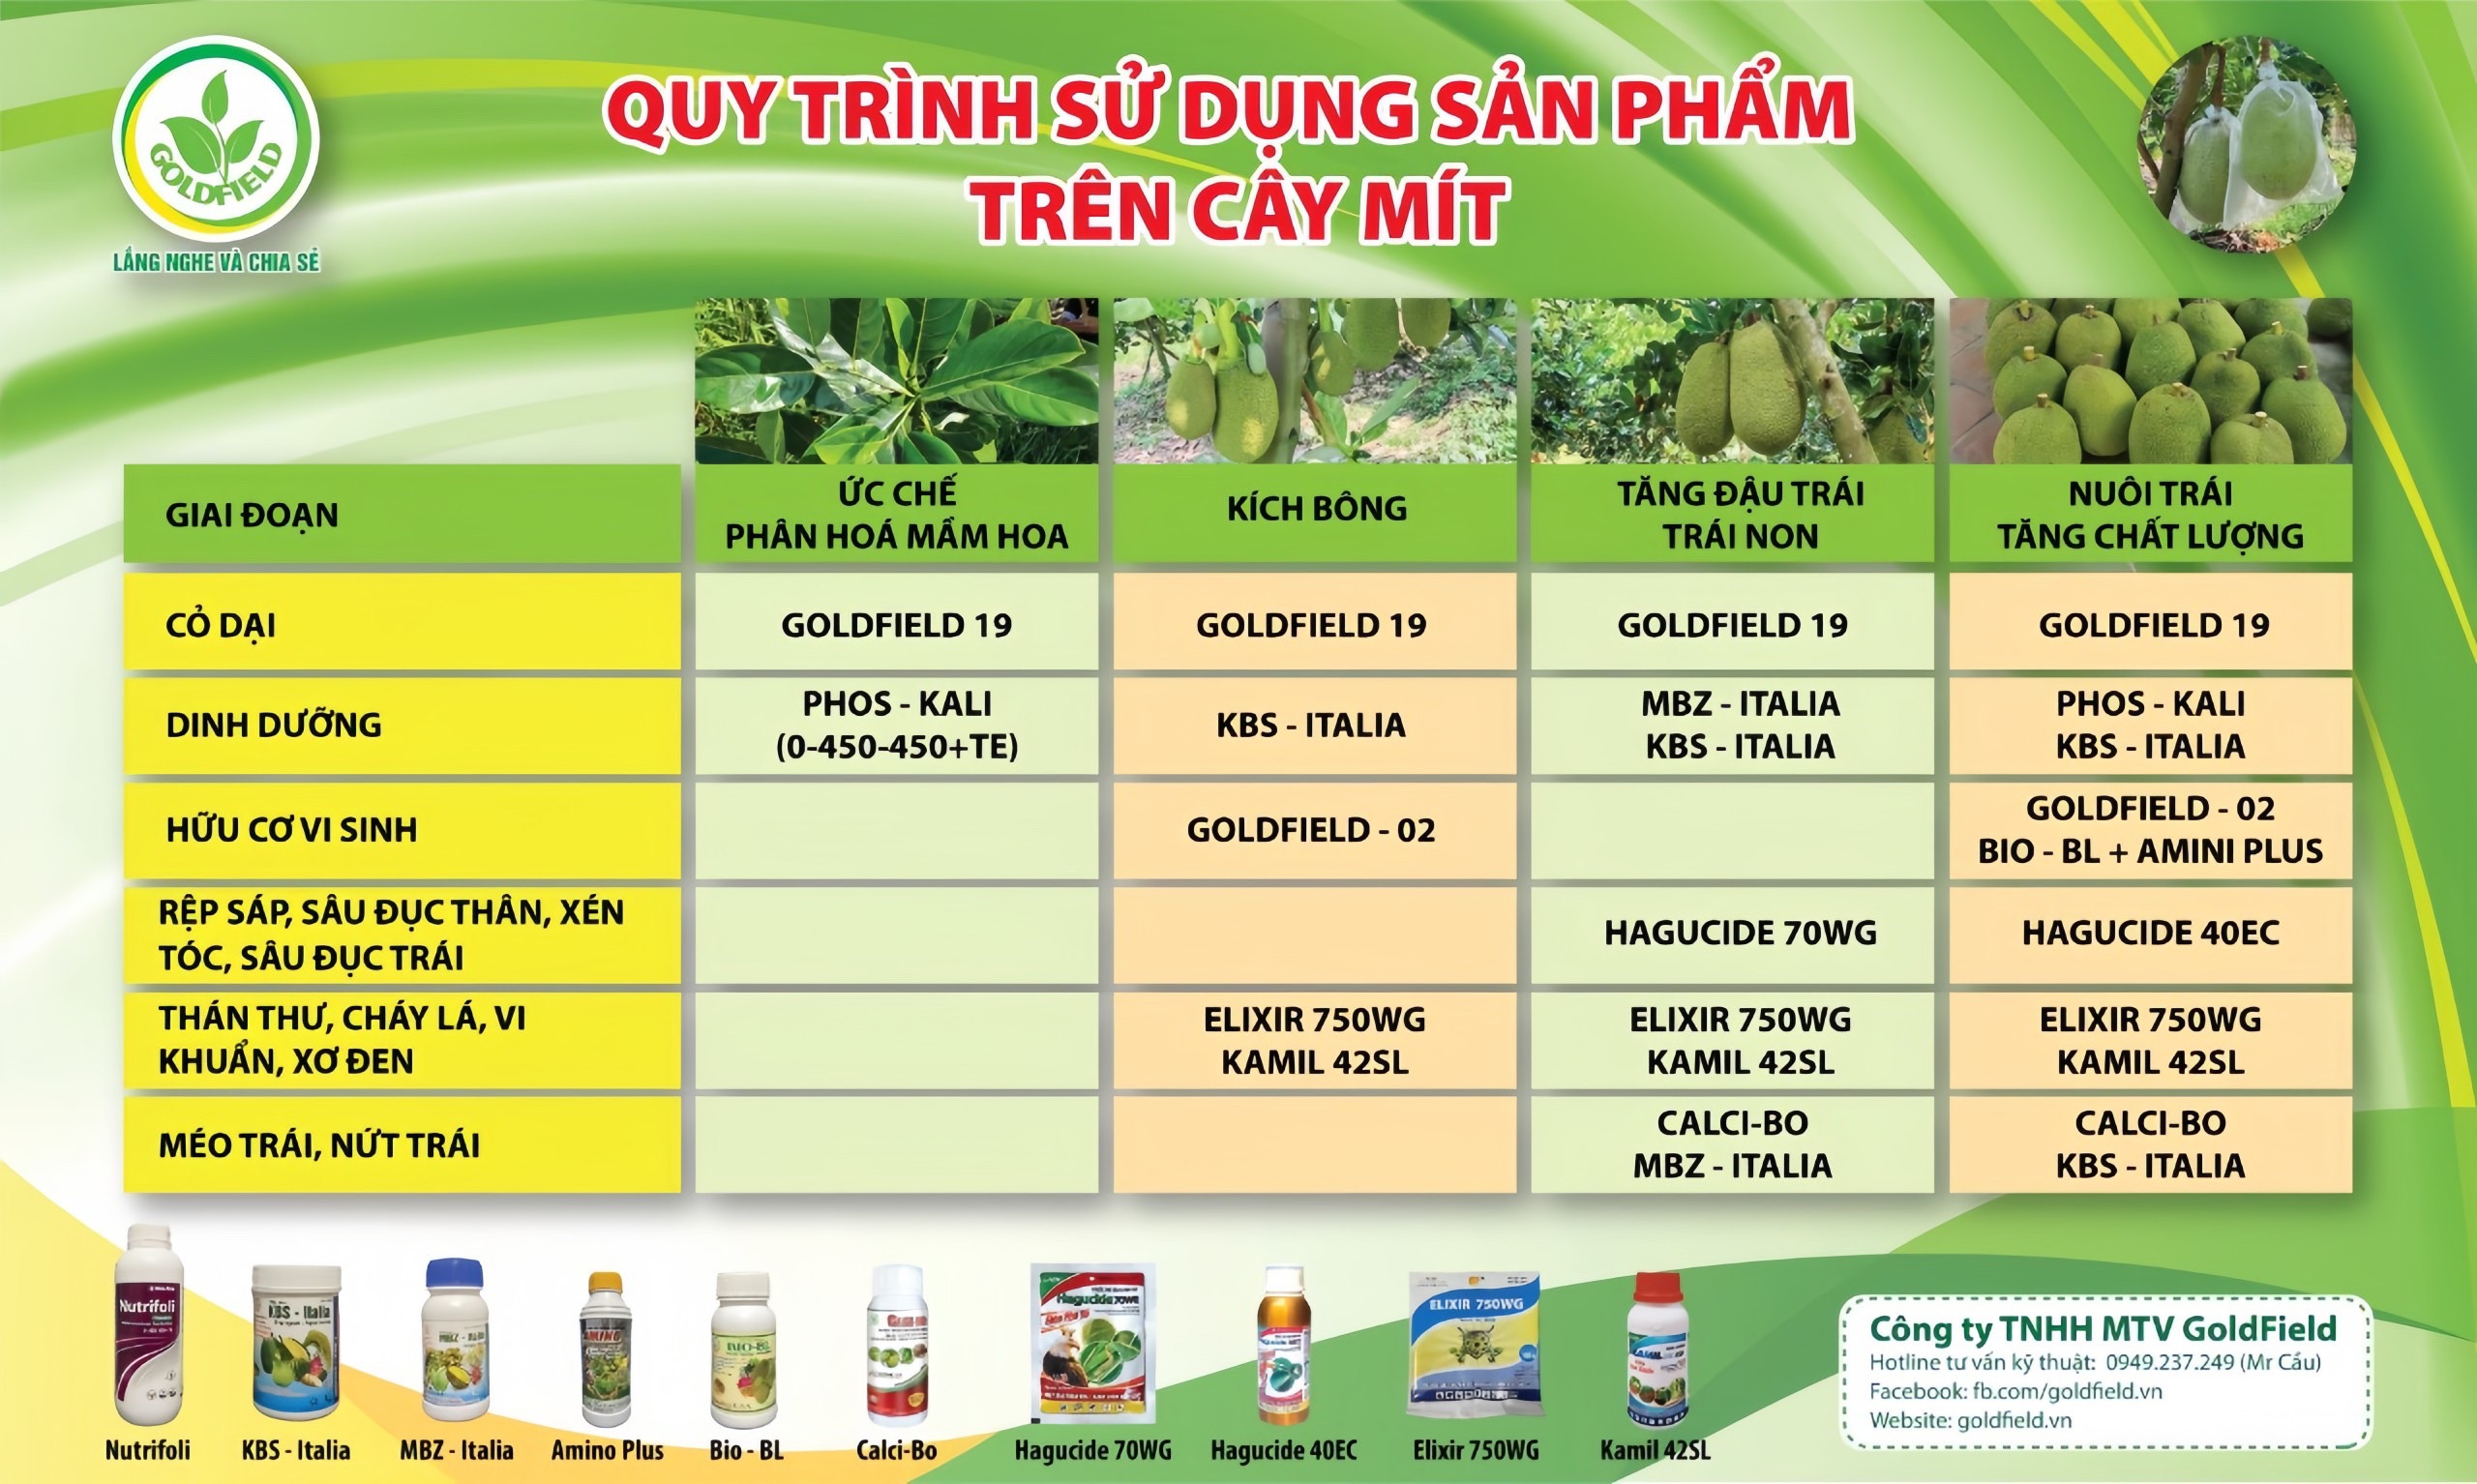 GOLDFIELD
LẮNG NGHE VÀ CHIA SẺ
QUY TRÌNH SỬ DỤNG SẢN PHẨM
TRÊN CÂY MÍT
GIAI ĐOẠN
ỨC CHẾ
PHÂN HOÁ MẦM HOA
KÍCH BÔNG
TĂNG ĐẬU TRÁI
TRÁI NON
NUÔI TRÁI
TĂNG CHẤT LƯỢNG
CỎ DẠI
GOLDFIELD 19
GOLDFIELD 19
GOLDFIELD 19
GOLDFIELD 19
DINH DƯỠNG
PHOS - KALI
(0-450-450+TE)
KBS - ITALIA
MBZ - ITALIA
KBS - ITALIA
PHOS - KALI
KBS - ITALIA
HỮU CƠ VI SINH
GOLDFIELD - 02
GOLDFIELD - 02
BIO - BL + AMINI PLUS
RỆP SÁP, SÂU ĐỤC THÂN, XÉN
TÓC, SÂU ĐỤC TRÁI
HAGUCIDE 70WG
HAGUCIDE 40EC
THÁN THƯ, CHÁY LÁ, VI
KHUẨN, XƠ ĐEN
ELIXIR 750WG
KAMIL 42SL
ELIXIR 750WG
KAMIL 42SL
ELIXIR 750WG
KAMIL 42SL
MÉO TRÁI, NỨT TRÁI
CALCI-BO
MBZ - ITALIA
CALCI-BO
KBS - ITALIA
Nutrifoli
KBS - Italia
MBZ - Italia
AMINO
BIO-BL
Hagucide 70WG
ELIXIR 750WG
Nutrifoli
KBS - Italia
MBZ - Italia
Amino Plus
Bio - BL
Calci-Bo
Hagucide 70WG
Hagucide 40EC
Elixir 750WG
Kamil 42SL
Công ty TNHH MTV GoldField
Hotline tư vấn kỹ thuật: 0949.237.249 (Mr Cẩu)
Facebook: fb.com/goldfield.vn
Website: goldfield.vn